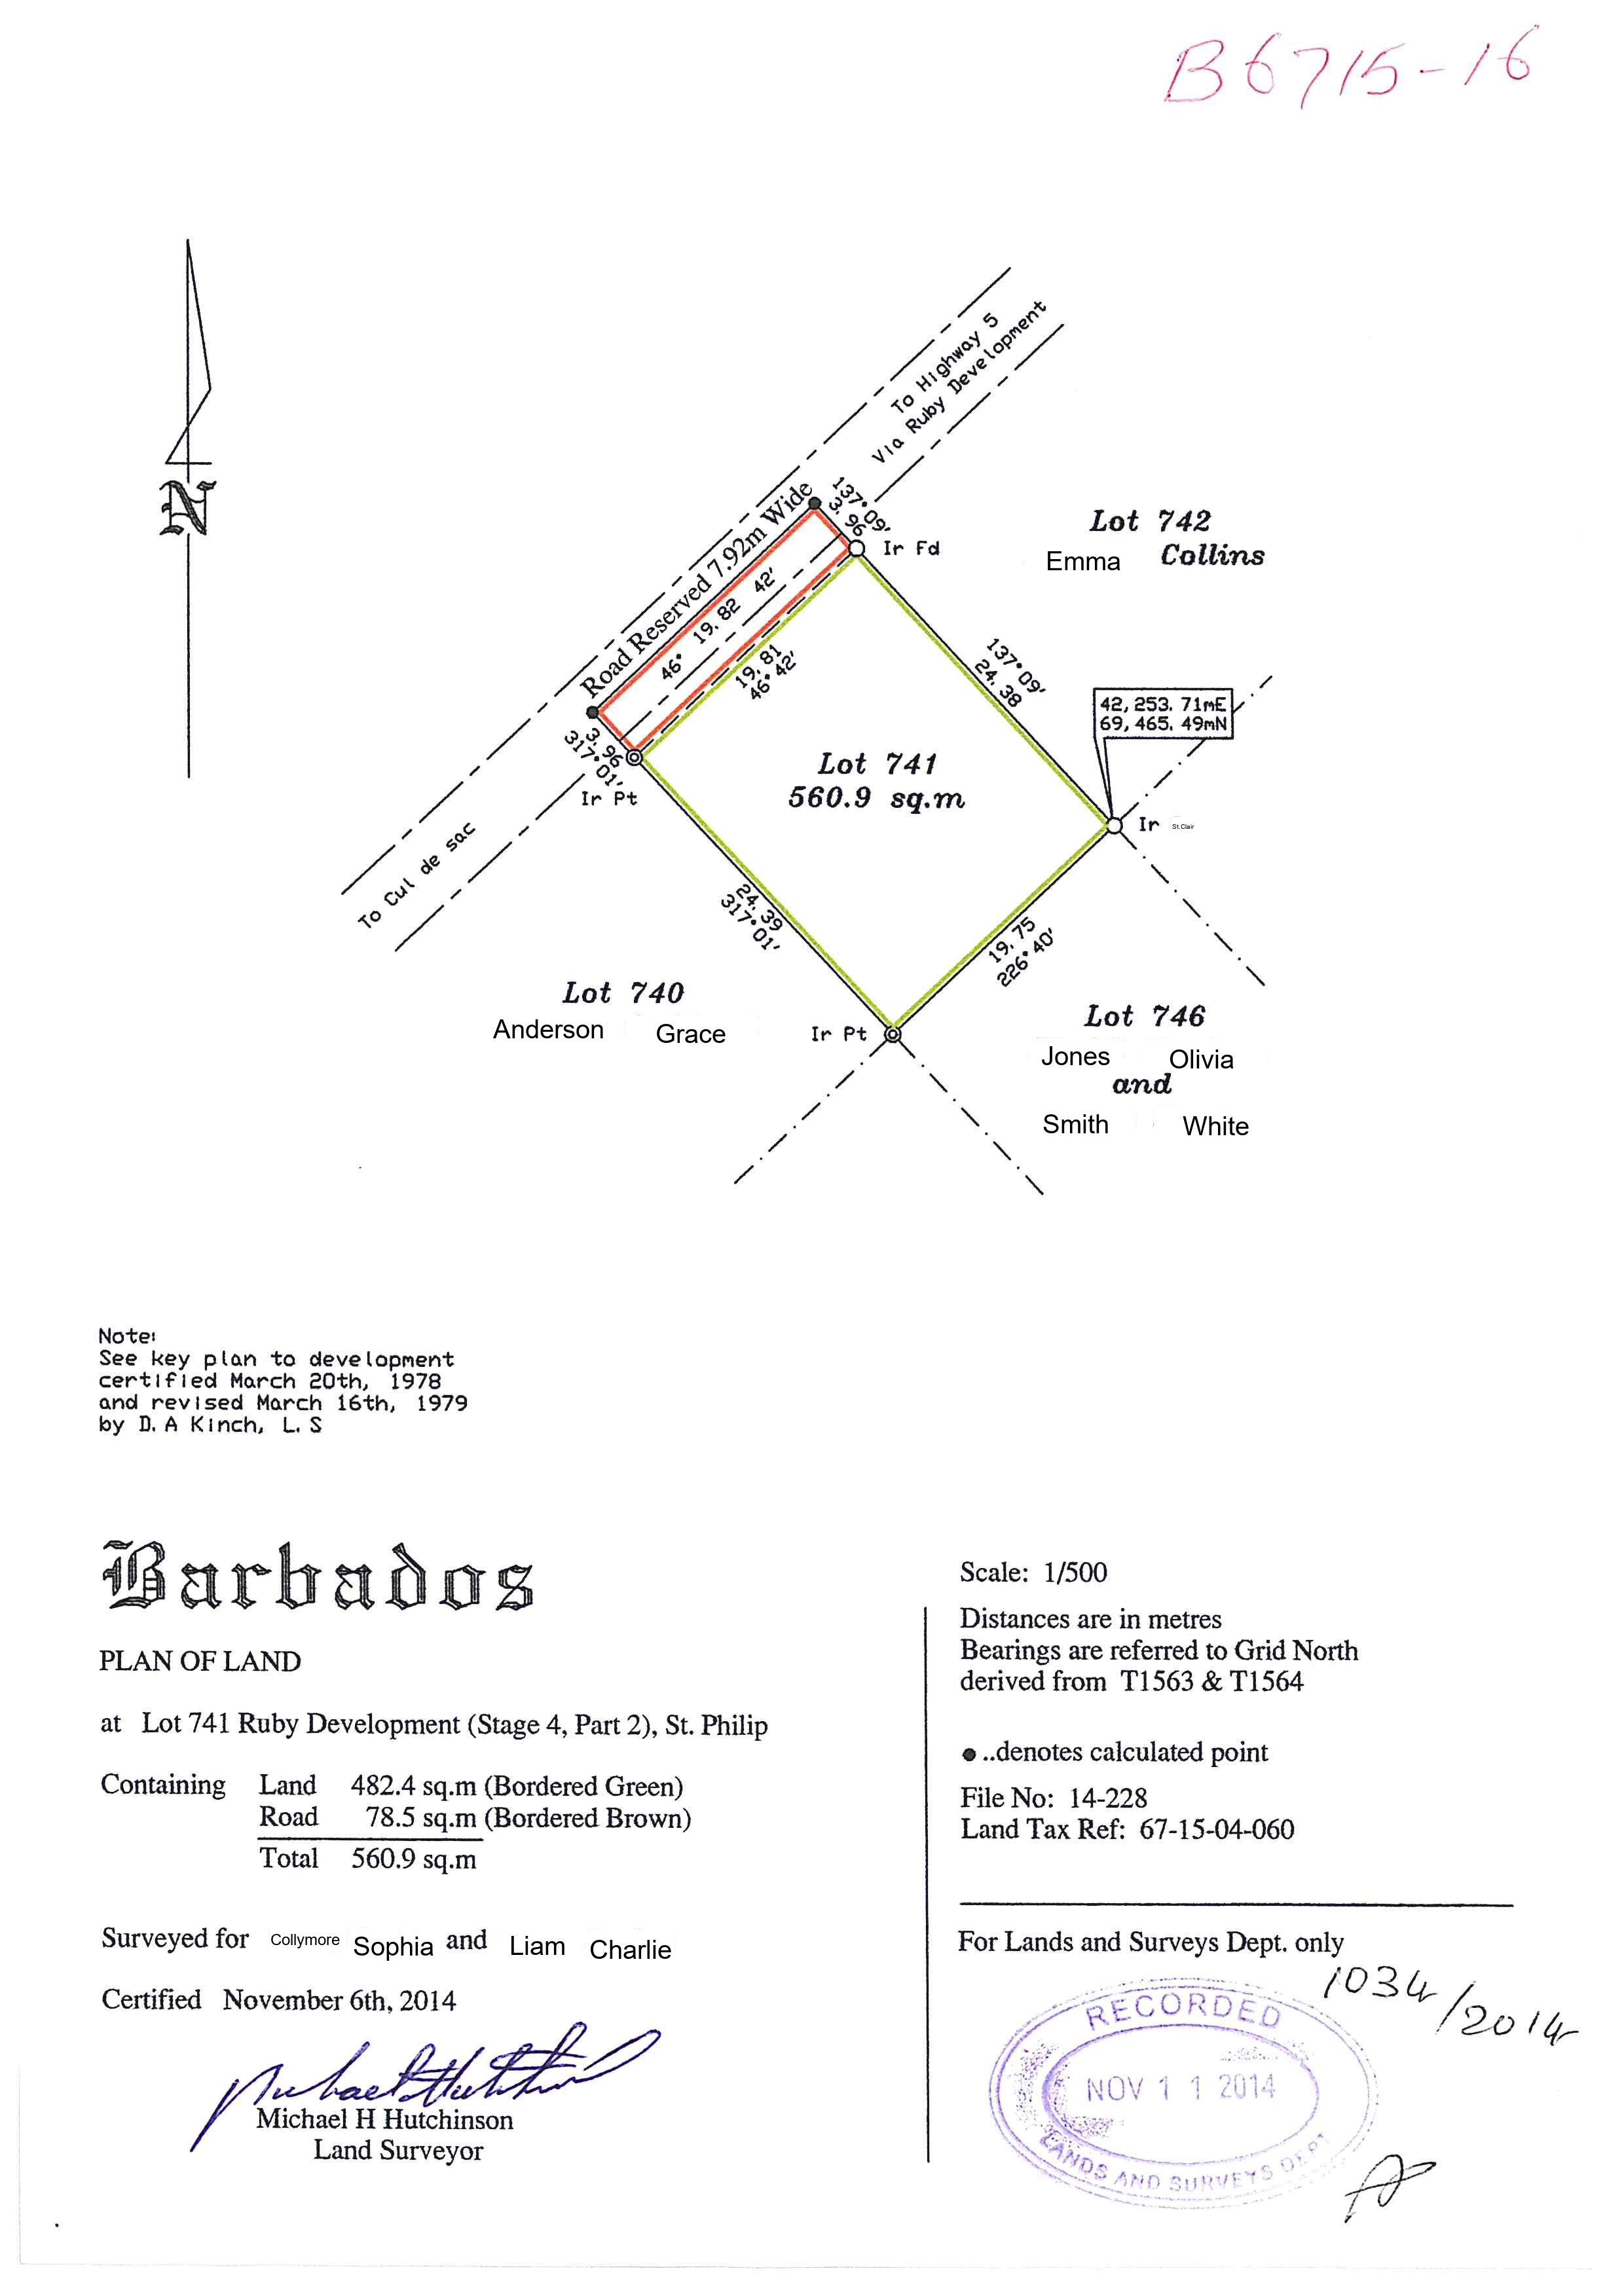 B6715-16
N
To Highway 5
Via Ruby Development
Road Reserved 7.92m Wide
137°09'
3.96
Ir Fd
Lot 742
Emma Collins
46° 19.82 42'
19.81
46°42'
137°09'
24.38
42,253.71mE
69,465.49mN
3.96
317°01'
Ir Pt
Lot 741
560.9 sq.m
Ir St.Clair
To Cul de sac
24.39
317°01'
19.75
226°40'
Lot 740
Anderson Grace
Ir Pt
Lot 746
Jones Olivia
and
Smith White
Note:
See key plan to development
certified March 20th, 1978
and revised March 16th, 1979
by D.A Kinch, L.S
Barbados
PLAN OF LAND
at Lot 741 Ruby Development (Stage 4, Part 2), St. Philip
Containing Land 482.4 sq.m (Bordered Green)
Road 78.5 sq.m (Bordered Brown)
Total 560.9 sq.m
Surveyed for Collymore Sophia and Liam Charlie
Certified November 6th, 2014
Michael H Hutchinson
Land Surveyor
Scale: 1/500
Distances are in metres
Bearings are referred to Grid North
derived from T1563 & T1564
..denotes calculated point
File No: 14-228
Land Tax Ref: 67-15-04-060
For Lands and Surveys Dept. only
1034/2014
RECORDED
NOV 11 2014
LANDS AND SURVEYS DEPT